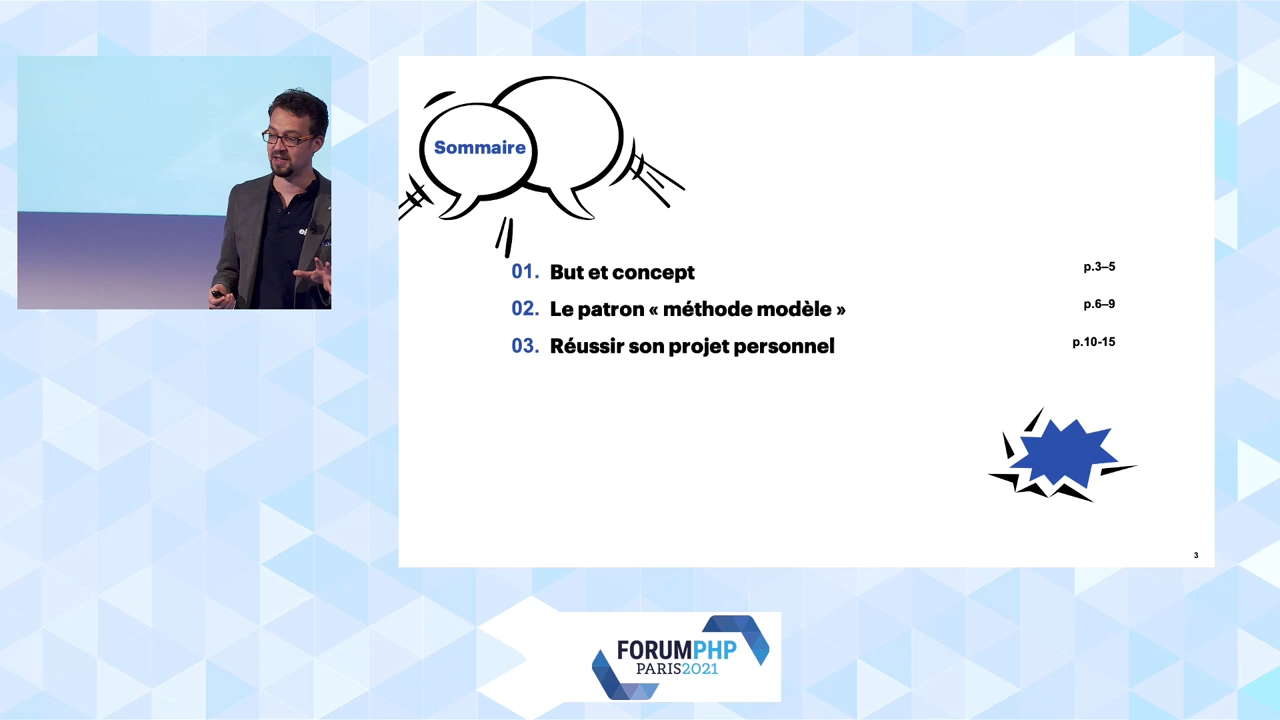 Sommaire
01. But et concept p.3–5
02. Le patron « méthode modèle » p.6–9
03. Réussir son projet personnel p.10-15
3
FORUMPHP
PARIS2021